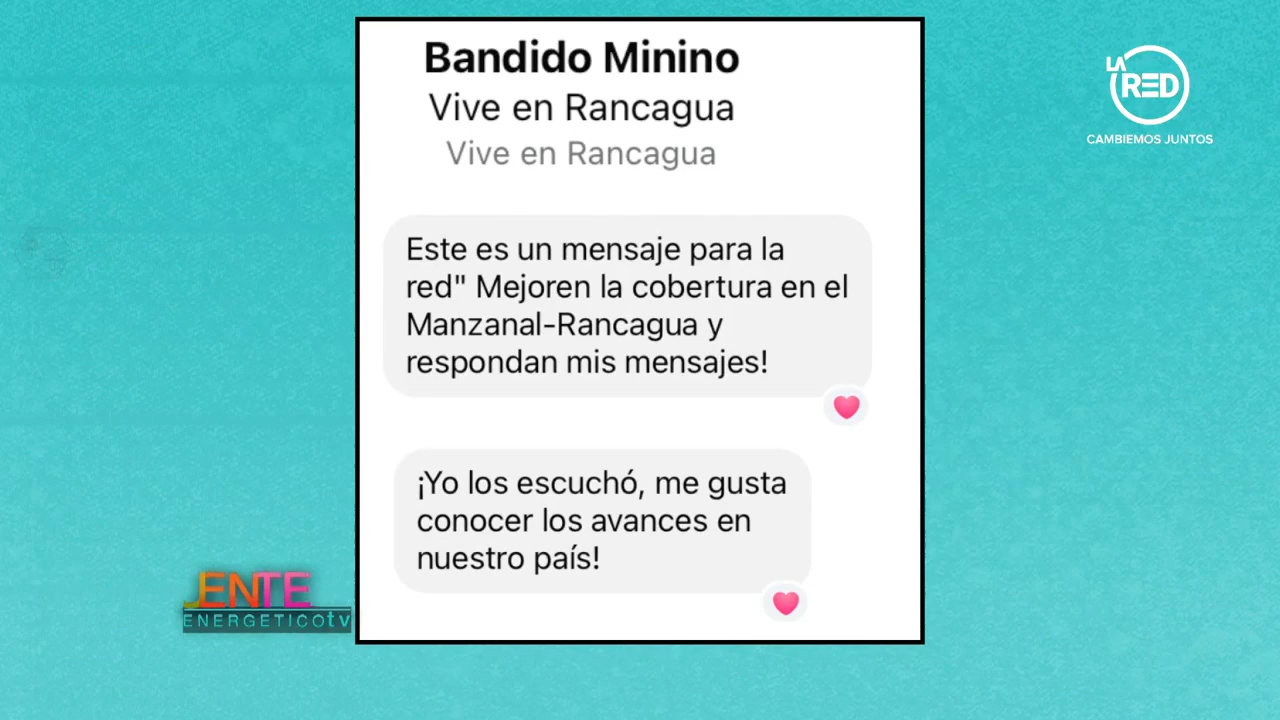 Bandido Minino
Vive en Rancagua
Vive en Rancagua
LA
RED
CAMBIEMOS JUNTOS
Este es un mensaje para la
red" Mejoren la cobertura en el
Manzanal-Rancagua y
respondan mis mensajes!
¡Yo los escuchó, me gusta
conocer los avances en
nuestro país!
LENTE
ENERGETICOtv